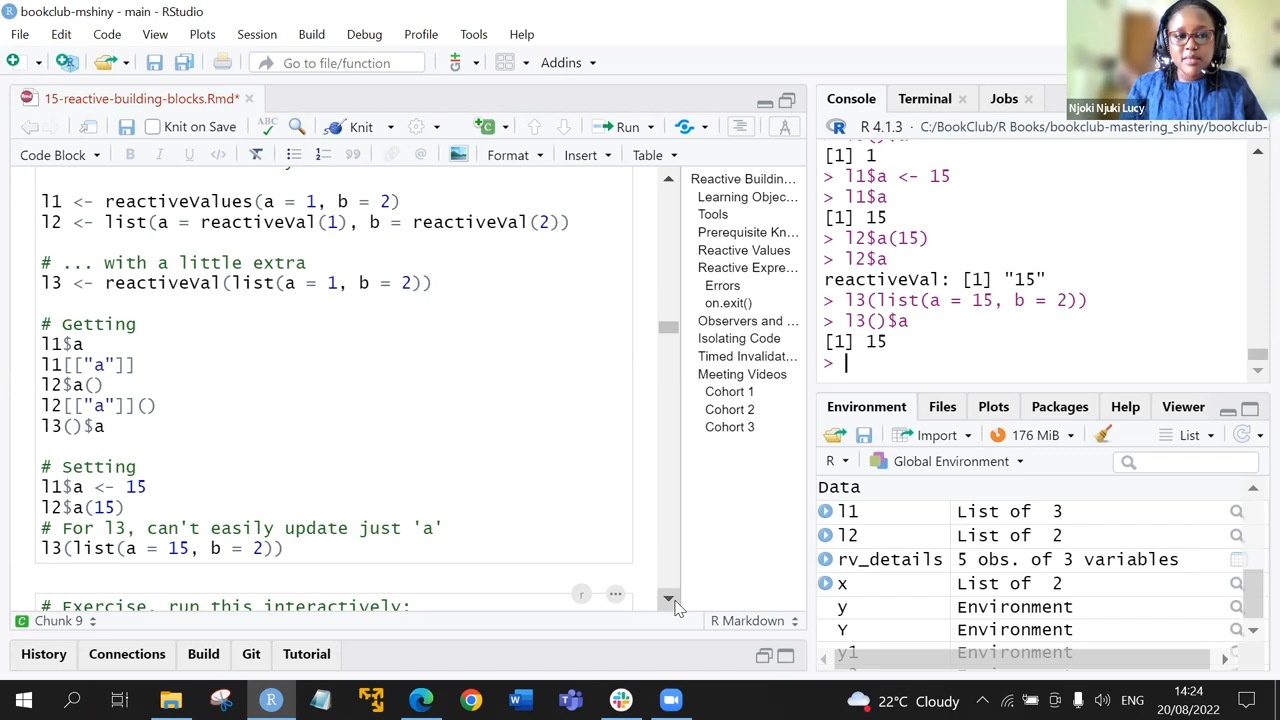 bookclub-mshiny - main - RStudio
File Edit Code View Plots Session Build Debug Profile Tools Help
Go to file/function Addins
Njoki Njuki Lucy
15-reactive-building-blocks.Rmd*
Knit on Save Knit Run
Code Block B I U </> Format Insert Table
l1 <- reactiveValues(a = 1, b = 2)
l2 <- list(a = reactiveVal(1), b = reactiveVal(2))
# ... with a little extra
l3 <- reactiveVal(list(a = 1, b = 2))
# Getting
l1$a
l1[["a"]]
l2$a()
l2[["a"]]()
l3()$a
# Setting
l1$a <- 15
l2$a(15)
# For l3, can't easily update just 'a'
l3(list(a = 15, b = 2))
# Exercise, run this interactively:
Chunk 9 R Markdown
Reactive Buildin...
Learning Objec...
Tools
Prerequisite Kn...
Reactive Values
Reactive Expre...
Errors
on.exit()
Observers and ...
Isolating Code
Timed Invalidat...
Meeting Videos
Cohort 1
Cohort 2
Cohort 3
History Connections Build Git Tutorial
Console Terminal Jobs
R 4.1.3 · C:/BookClub/R Books/bookclub-mastering_shiny/bookclub-
[1] 1
> l1$a <- 15
> l1$a
[1] 15
> l2$a(15)
> l2$a
reactiveVal: [1] "15"
> l3(list(a = 15, b = 2))
> l3()$a
[1] 15
>
Environment Files Plots Packages Help Viewer
Import 176 MiB List
R Global Environment
Data
l1 List of 3
l2 List of 2
rv_details 5 obs. of 3 variables
x List of 2
y Environment
Y Environment
y1 Environment
22°C Cloudy ENG 14:24
20/08/2022